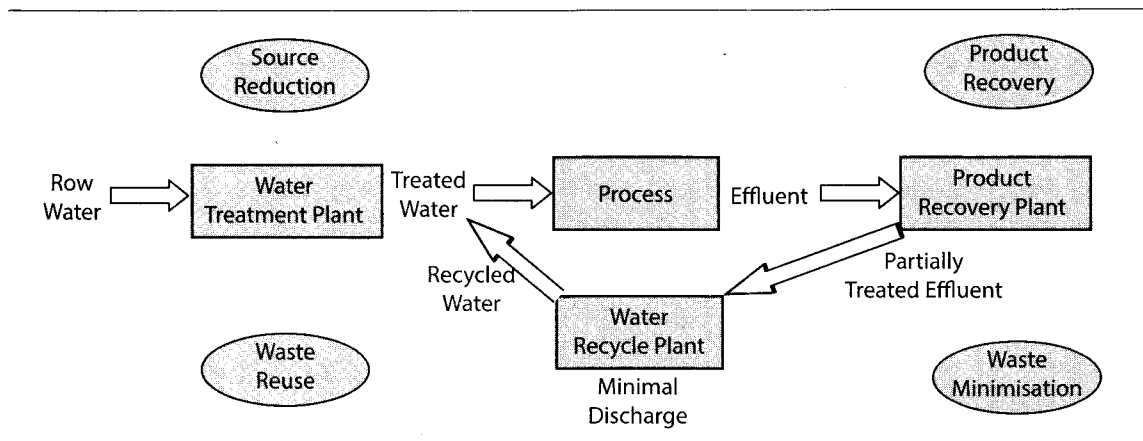 Source
Reduction
Product
Recovery
Row
Water
Water
Treatment Plant
Treated
Water
Process
Effluent
Product
Recovery Plant
Recycled
Water
Partially
Treated Effluent
Water
Recycle Plant
Waste
Reuse
Minimal
Discharge
Waste
Minimisation